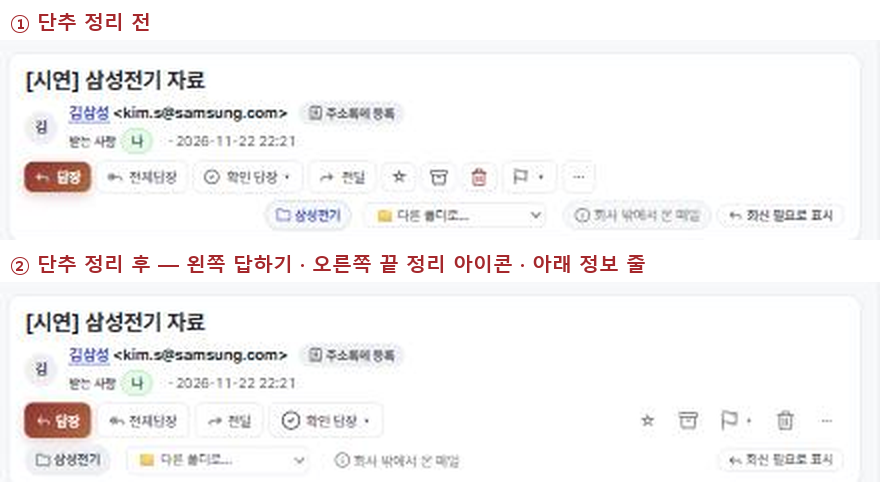 ① 단추 정리 전
[시연] 삼성전기 자료
김
김삼성 <kim.s@samsung.com> 주소록에 등록
받는 사람 나 - 2026-11-22 22:21
답장 전체답장 확인 답장 전달 ...
삼성전기 다른 폴더로... 회사 밖에서 온 메일 회신 필요로 표시
② 단추 정리 후 — 왼쪽 답하기 · 오른쪽 끝 정리 아이콘 · 아래 정보 줄
[시연] 삼성전기 자료
김
김삼성 <kim.s@samsung.com> 주소록에 등록
받는 사람 나 - 2026-11-22 22:21
답장 전체답장 전달 확인 답장 ...
삼성전기 다른 폴더로... 회사 밖에서 온 메일 회신 필요로 표시